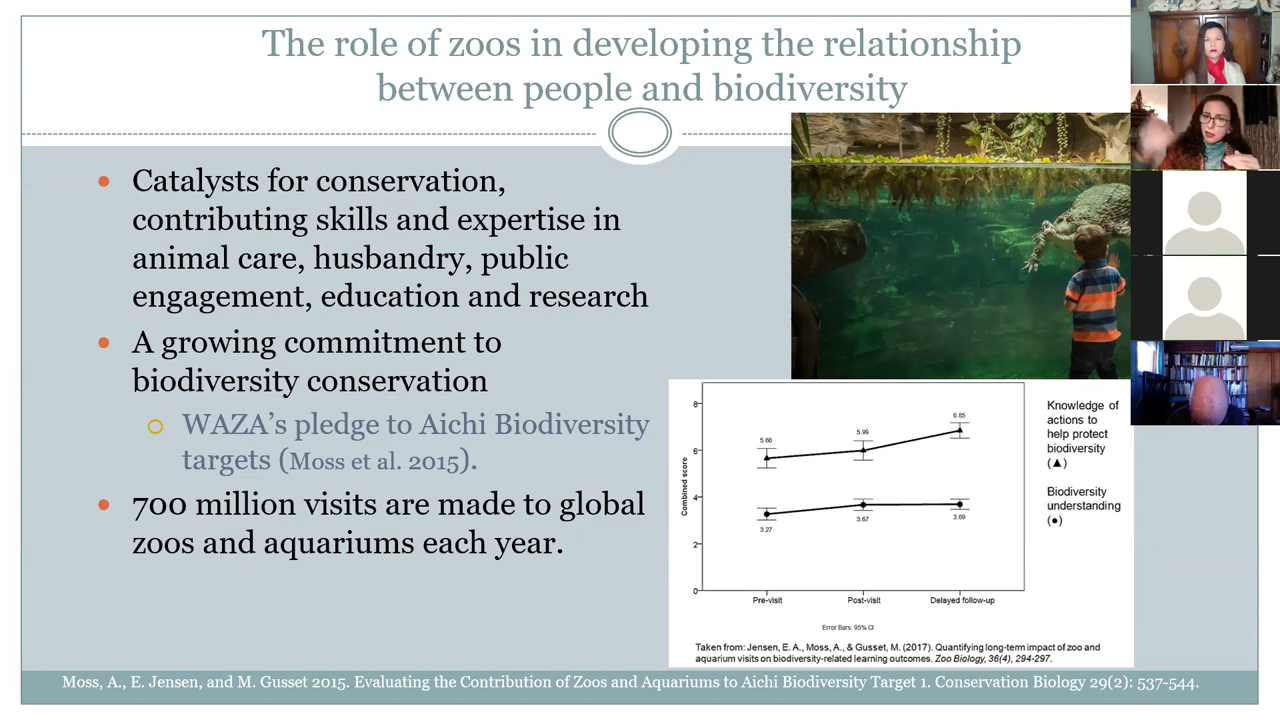 The role of zoos in developing the relationship
between people and biodiversity
Catalysts for conservation,
contributing skills and expertise in
animal care, husbandry, public
engagement, education and research
A growing commitment to
biodiversity conservation
WAZA’s pledge to Aichi Biodiversity
targets (Moss et al. 2015).
700 million visits are made to global
zoos and aquariums each year.
Combined score
8
6
4
2
0
5.66
5.99
6.85
3.27
3.67
3.69
Pre-visit
Post-visit
Delayed follow-up
Error Bars: 95% CI
Knowledge of
actions to
help protect
biodiversity
(▲)
Biodiversity
understanding
(●)
Taken from: Jensen, E. A., Moss, A., & Gusset, M. (2017). Quantifying long-term impact of zoo and
aquarium visits on biodiversity-related learning outcomes. Zoo Biology, 36(4), 294-297.
Moss, A., E. Jensen, and M. Gusset 2015. Evaluating the Contribution of Zoos and Aquariums to Aichi Biodiversity Target 1. Conservation Biology 29(2): 537-544.